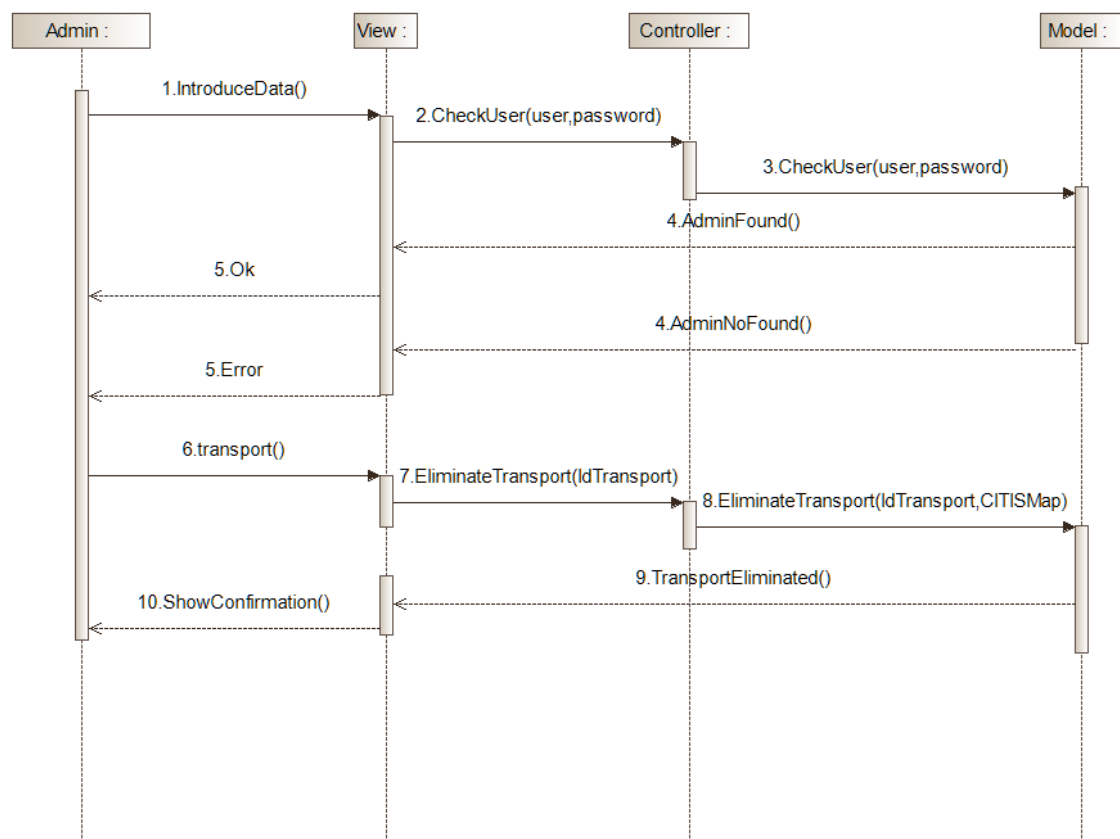 Admin :
View :
Controller :
Model :
1.IntroduceData()
2.CheckUser(user,password)
3.CheckUser(user,password)
4.AdminFound()
5.Ok
4.AdminNoFound()
5.Error
6.transport()
7.EliminateTransport(IdTransport)
8.EliminateTransport(IdTransport,CITISMap)
9.TransportEliminated()
10.ShowConfirmation()